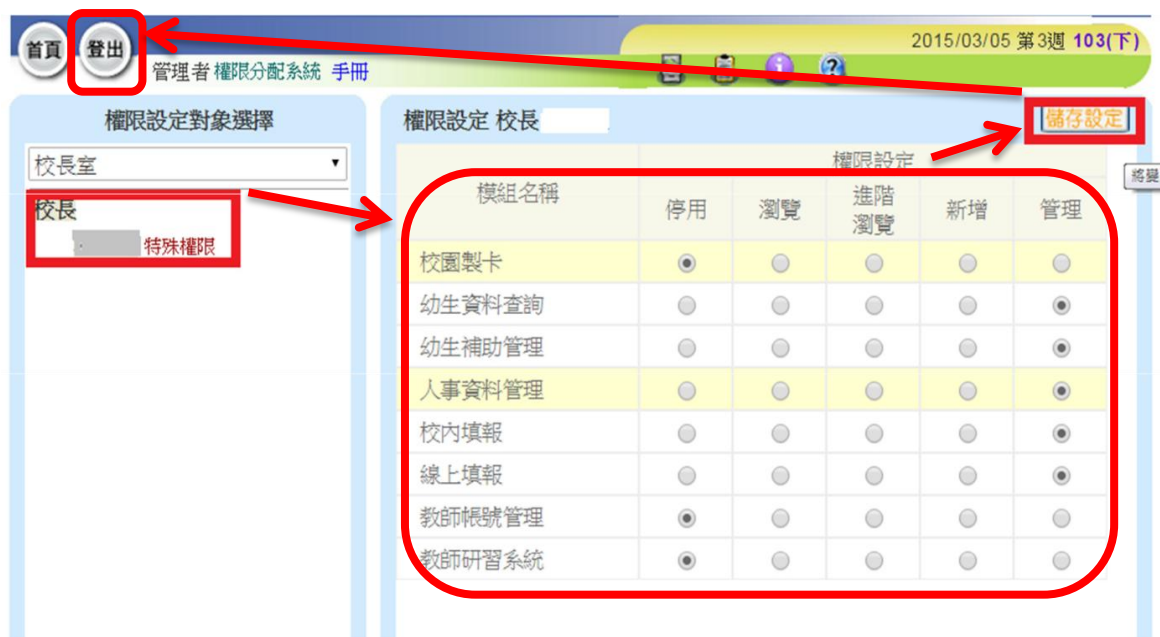 首頁 登出
2015/03/05 第3週 103(下)
管理者 權限分配系統 手冊
權限設定對象選擇
校長室
校長
特殊權限
權限設定 校長
儲存設定
將變
權限設定
模組名稱
停用 瀏覽 進階瀏覽 新增 管理
校園製卡
幼生資料查詢
幼生補助管理
人事資料管理
校內填報
線上填報
教師帳號管理
教師研習系統